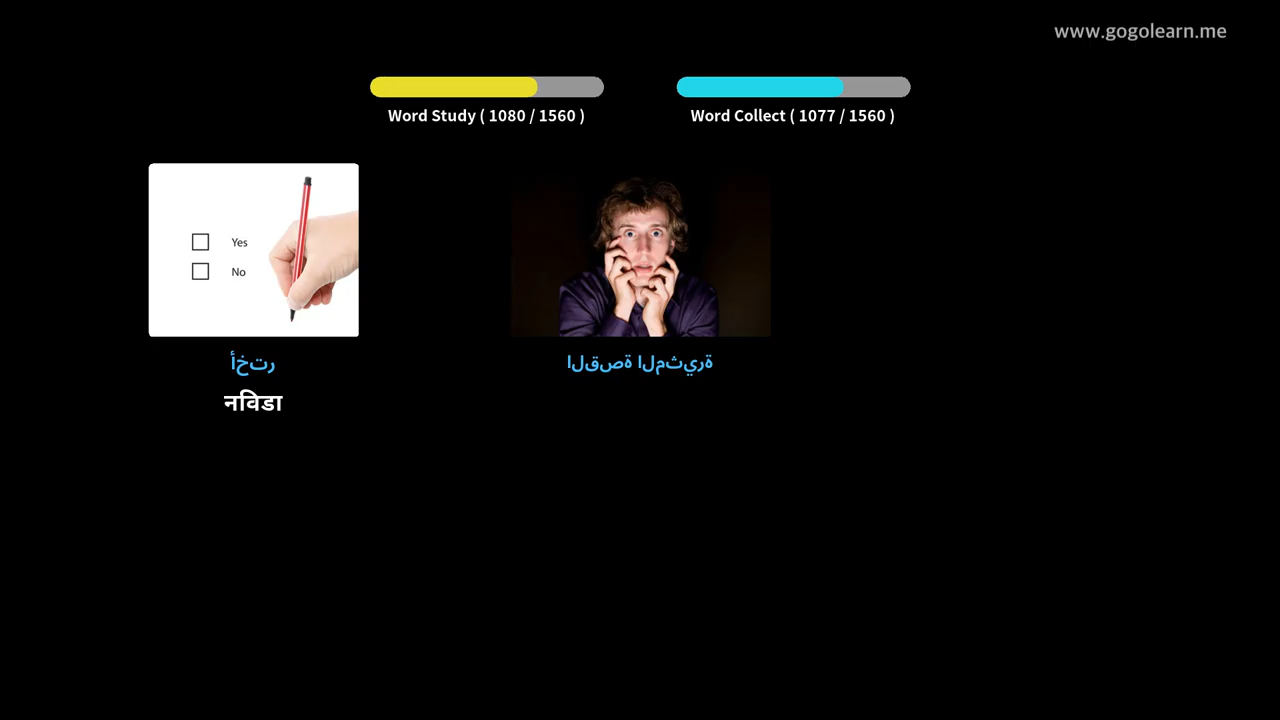 www.gogolearn.me
Word Study ( 1080 / 1560 )
Word Collect ( 1077 / 1560 )
Yes
No
أختر
नविडा
القصة المثيرة